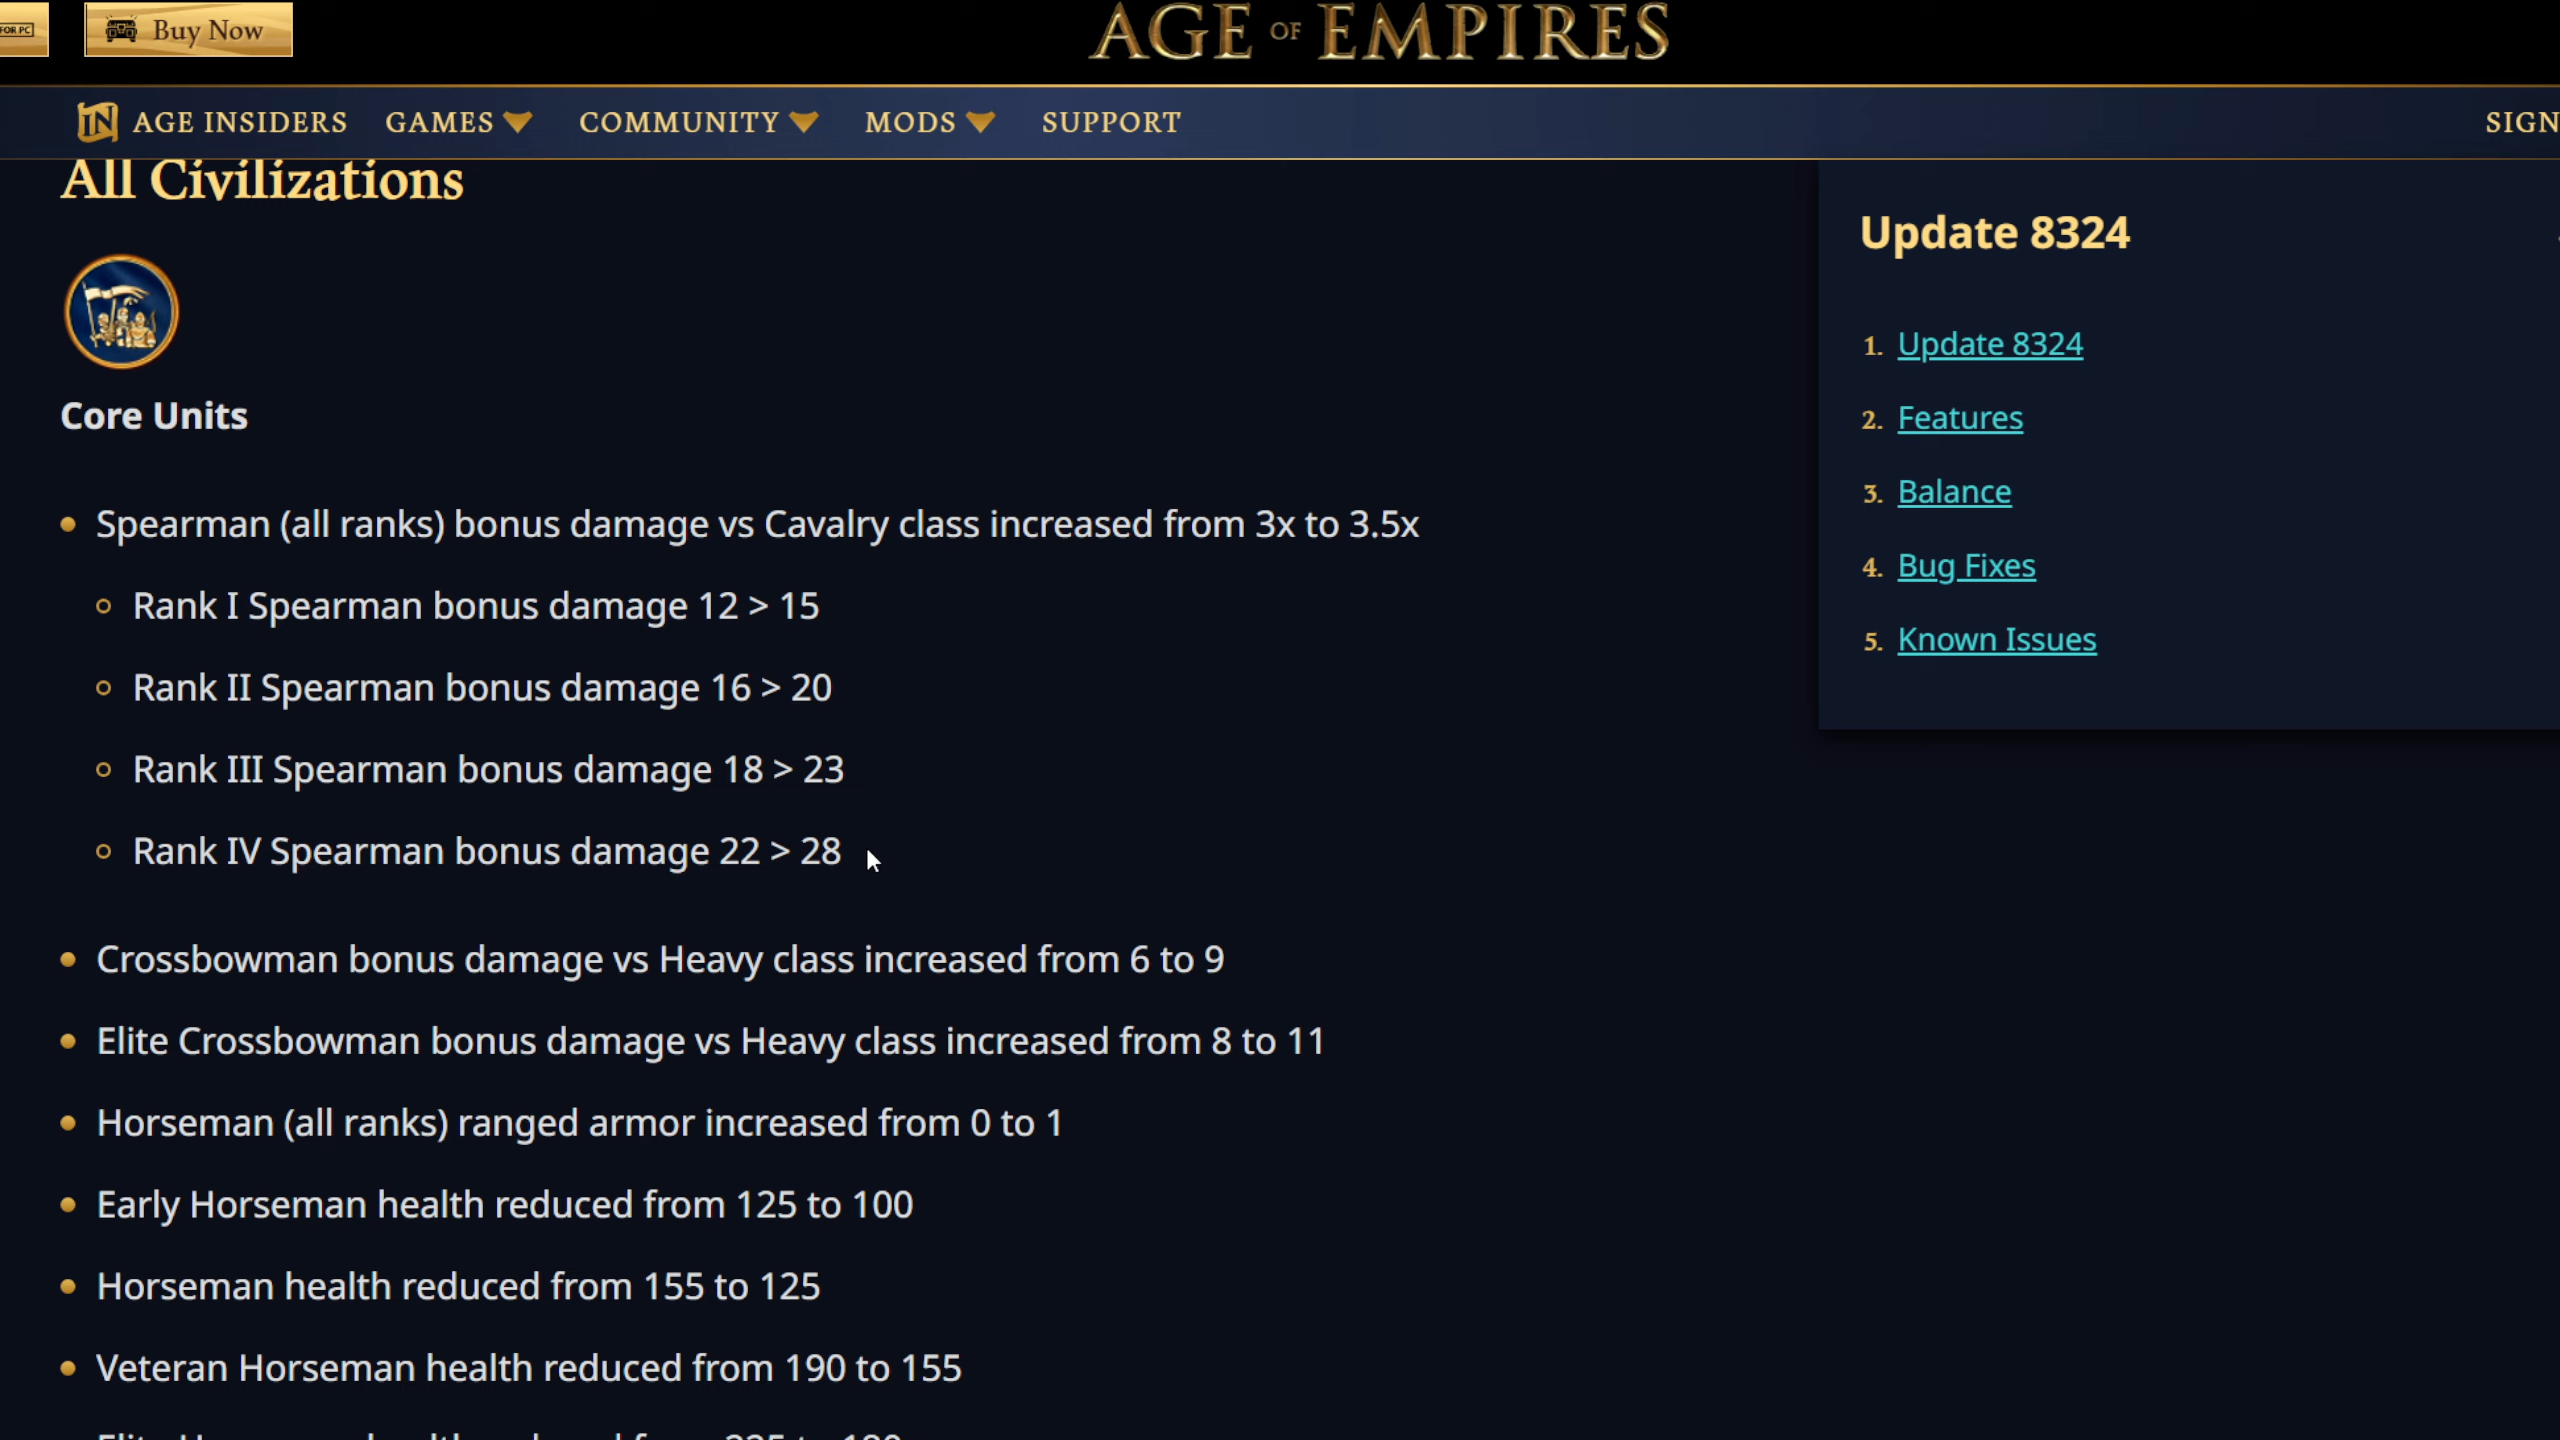 FOR PC
Buy Now
AGE OF EMPIRES
IN AGE INSIDERS GAMES COMMUNITY MODS SUPPORT SIGN
All Civilizations
Core Units
Spearman (all ranks) bonus damage vs Cavalry class increased from 3x to 3.5x
Rank I Spearman bonus damage 12 > 15
Rank II Spearman bonus damage 16 > 20
Rank III Spearman bonus damage 18 > 23
Rank IV Spearman bonus damage 22 > 28
Crossbowman bonus damage vs Heavy class increased from 6 to 9
Elite Crossbowman bonus damage vs Heavy class increased from 8 to 11
Horseman (all ranks) ranged armor increased from 0 to 1
Early Horseman health reduced from 125 to 100
Horseman health reduced from 155 to 125
Veteran Horseman health reduced from 190 to 155
Update 8324
1. Update 8324
2. Features
3. Balance
4. Bug Fixes
5. Known Issues